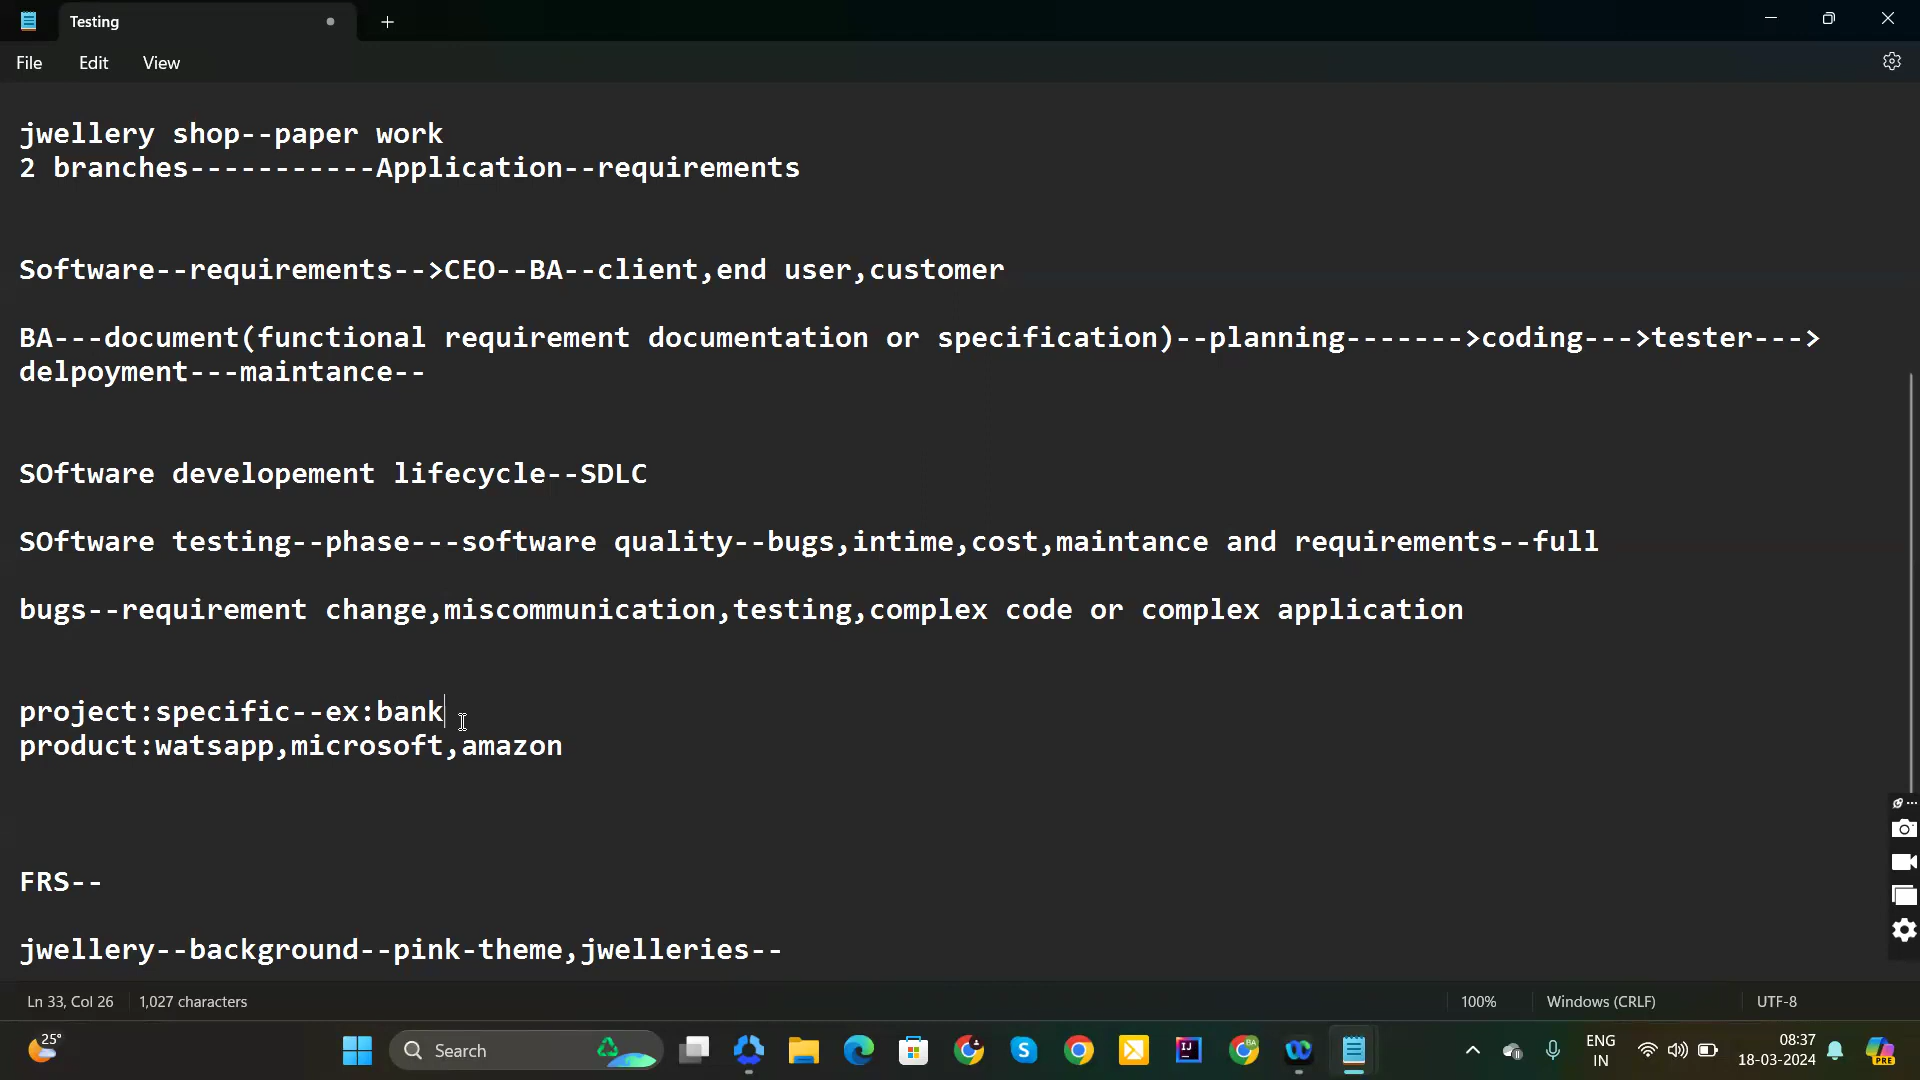 Testing
File Edit View
jwellery shop--paper work
2 branches-----------Application--requirements
Software--requirements-->CEO--BA--client,end user,customer
BA---document(functional requirement documentation or specification)--planning------->coding--->tester--->
delpoyment---maintance--
SOftware developement lifecycle--SDLC
SOftware testing--phase---software quality--bugs,intime,cost,maintance and requirements--full
bugs--requirement change,miscommunication,testing,complex code or complex application
project:specific--ex:bank
product:watsapp,microsoft,amazon
FRS--
jwellery--background--pink-theme,jwelleries--
Ln 33, Col 26 1,027 characters 100% Windows (CRLF) UTF-8
25° Search ENG 08:37
IN 18-03-2024